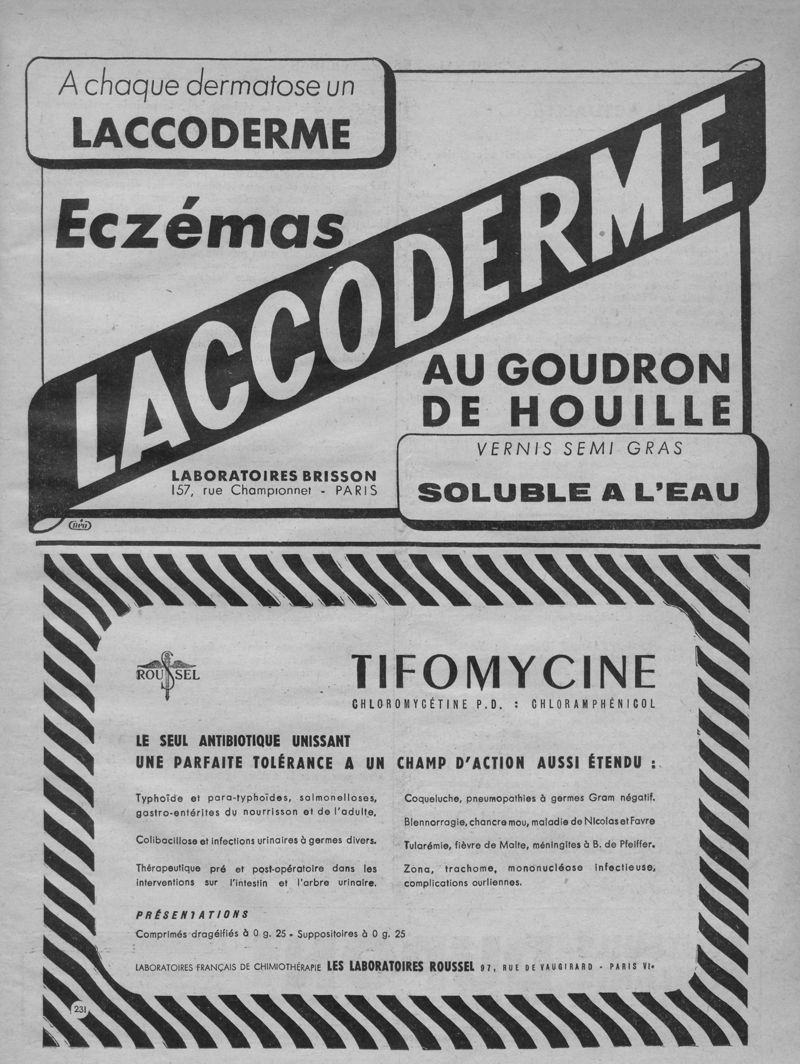 A chaque dermatose un
LACCODERME
Eczémas
LACCODERME
AU GOUDRON
DE HOUILLE
VERNIS SEMI GRAS
SOLUBLE A L'EAU
LABORATOIRES BRISSON
157, rue Championnet - PARIS
ROUSSEL
TIFOMYCINE
CHLOROMYCÉTINE P.D. : CHLORAMPHÉNICOL
LE SEUL ANTIBIOTIQUE UNISSANT
UNE PARFAITE TOLÉRANCE A UN CHAMP D'ACTION AUSSI ÉTENDU :
Typhoïde et para-typhoïdes, salmonelloses,
gastro-entérites du nourrisson et de l'adulte,
Colibacillose et infections urinaires à germes divers.
Thérapeutique pré et post-opératoire dans les
interventions sur l'intestin et l'arbre urinaire.
Coqueluche, pneumopathies à germes Gram négatif.
Blennorragie, chancre mou, maladie de Nicolas et Favre
Tularémie, fièvre de Malte, méningites à B. de Pfeiffer.
Zona, trachome, mononucléose infectieuse,
complications ourliennes.
PRÉSENTATIONS
Comprimés dragéifiés à 0 g. 25 - Suppositoires à 0 g. 25
LABORATOIRES FRANÇAIS DE CHIMIOTHÉRAPIE LES LABORATOIRES ROUSSEL 97, RUE DE VAUGIRARD - PARIS VIe
231